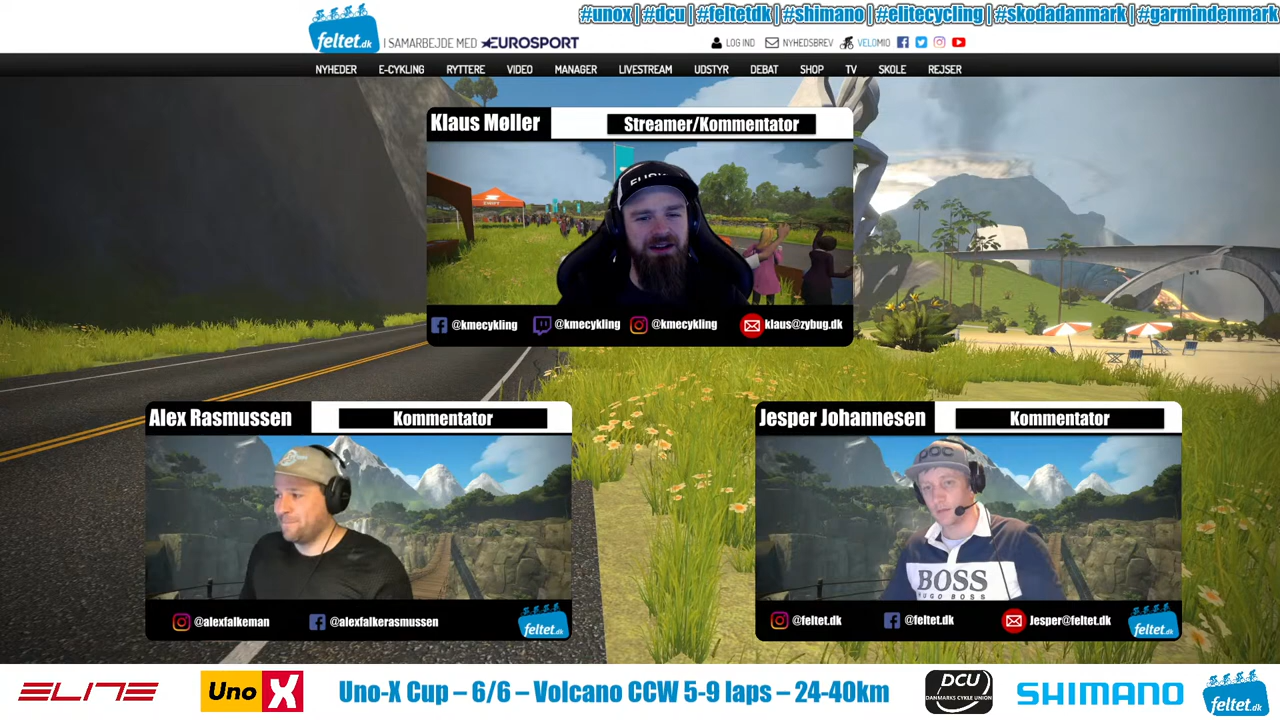 #unox | #dcu | #feltetdk | #shimano | #elitecycling | #skodadanmark | #garmindenmark
feltet.dk
I SAMARBEJDE MED EUROSPORT
LOG IND
NYHEDSBREV
VELOMIO
NYHEDER E-CYKLING RYTTERE VIDEO MANAGER LIVESTREAM UDSTYR DEBAT SHOP TV SKOLE REJSER
Klaus Møller
Streamer/Kommentator
@kmecykling
@kmecykling
@kmecykling
klaus@zybug.dk
Alex Rasmussen
Kommentator
@alexfalkeman
@alexfalkerasmussen
feltet.dk
Jesper Johannesen
Kommentator
POC
BOSS
HUGO BOSS
@feltet.dk
@feltet.dk
Jesper@feltet.dk
feltet.dk
ELITE
Uno X
Uno-X Cup – 6/6 – Volcano CCW 5-9 laps – 24-40km
DCU
DANMARKS CYKLE UNION
SHIMANO
feltet.dk